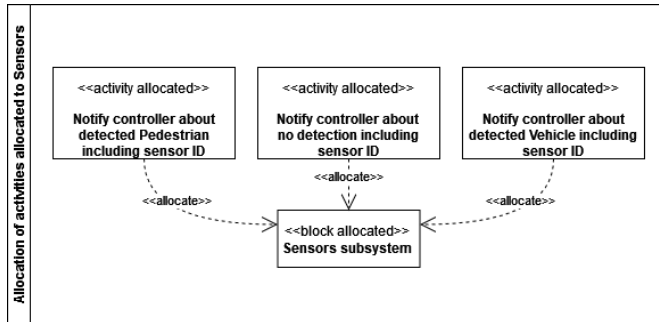 Allocation of activities allocated to Sensors
<<activity allocated>>
Notify controller about
detected Pedestrian
including sensor ID
<<activity allocated>>
Notify controller about
no detection including
sensor ID
<<activity allocated>>
Notify controller about
detected Vehicle including
sensor ID
<<allocate>>
<<allocate>>
<<allocate>>
<<block allocated>>
Sensors subsystem